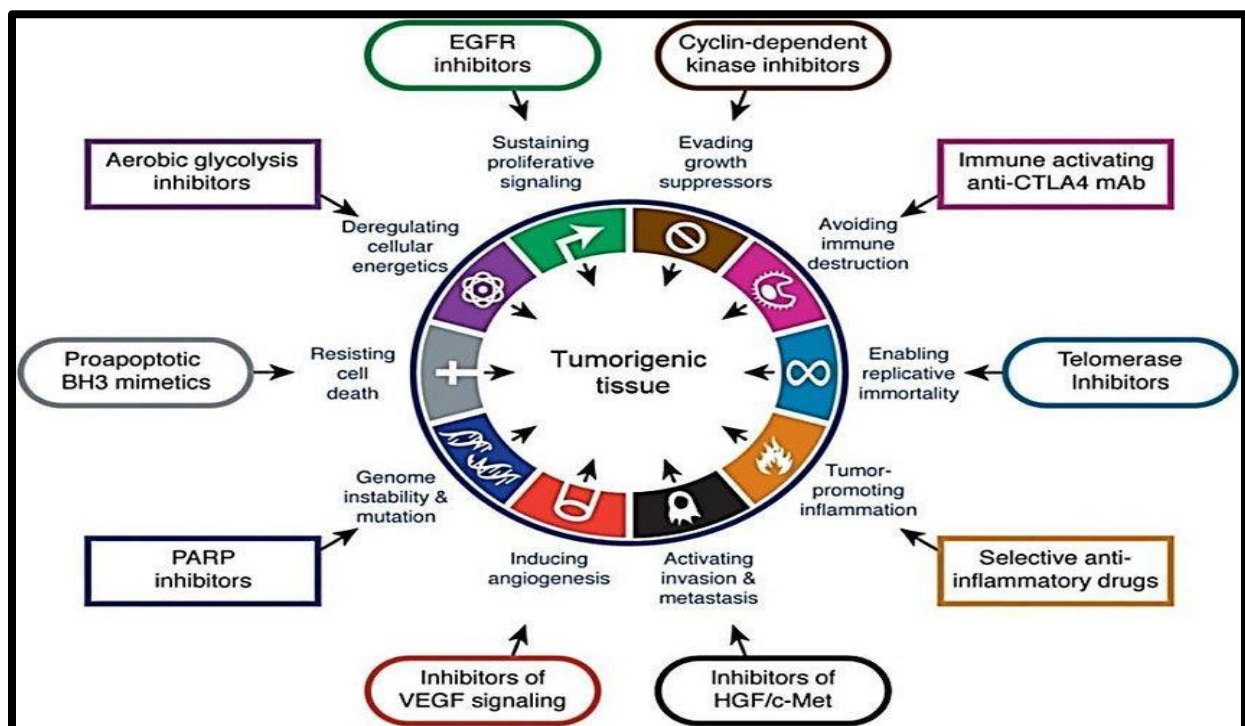 EGFR
inhibitors
Cyclin-dependent
kinase inhibitors
Sustaining
proliferative
signaling
Evading
growth
suppressors
Aerobic glycolysis
inhibitors
Immune activating
anti-CTLA4 mAb
Deregulating
cellular
energetics
Avoiding
immune
destruction
Proapoptotic
BH3 mimetics
Resisting
cell
death
Tumorigenic
tissue
Enabling
replicative
immortality
Telomerase
Inhibitors
Genome
instability &
mutation
Tumor-
promoting
inflammation
PARP
inhibitors
Inducing
angiogenesis
Activating
invasion &
metastasis
Selective anti-
inflammatory drugs
Inhibitors of
VEGF signaling
Inhibitors of
HGF/c-Met